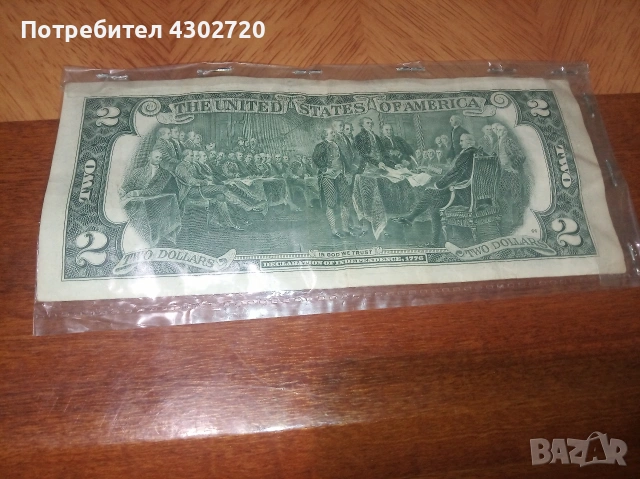 Потребител 4302720
THE UNITED STATES OF AMERICA
2 2
TWO TWO
2 2
TWO DOLLARS IN GOD WE TRUST TWO DOLLARS
DECLARATION OF INDEPENDENCE, 1776
BAZAR